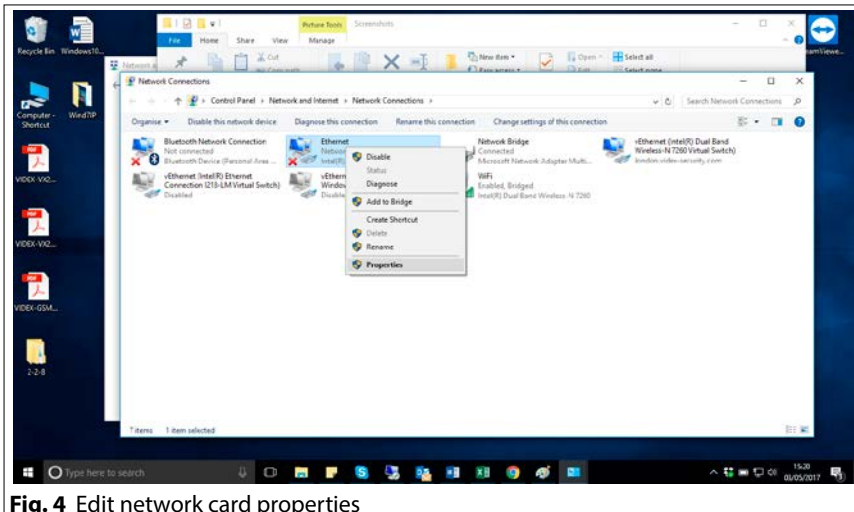 Picture Tools Screenshots
File Home Share View Manage
Cut
New item
Open
Select all
Recycle Bin Windows10...
Network Connections
Control Panel > Network and Internet > Network Connections >
Search Network Connections
Organise Disable this network device Diagnose this connection Rename this connection Change settings of this connection
Computer - Shortcut
Wired7IP
Bluetooth Network Connection
Not connected
Bluetooth Device (Personal Area ...
Ethernet
Network Bridge
Connected
Microsoft Network Adapter Multi...
vEthernet (Intel(R) Dual Band
Wireless-N 7260 Virtual Switch)
london.videx-security.com
vEthernet (Intel(R) Ethernet
Connection I218-LM Virtual Switch)
Disabled
WiFi
Enabled, Bridged
Intel(R) Dual Band Wireless-N 7260
Disable
Status
Diagnose
Add to Bridge
Create Shortcut
Delete
Rename
Properties
VIDEX-VX2...
VIDEX-VX2...
VIDEX-GSM...
2-2-8
7 items 1 item selected
Type here to search
15:20
03/05/2017
Fig. 4 Edit network card properties